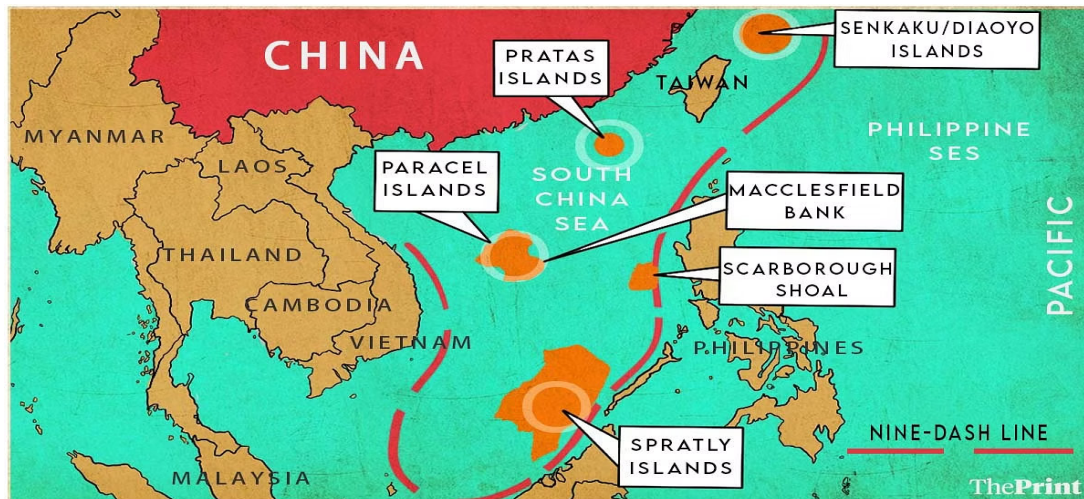 CHINA
PRATAS
ISLANDS
SENKAKU/DIAOYO
ISLANDS
TAIWAN
MYANMAR
LAOS
PARACEL
ISLANDS
SOUTH
CHINA
SEA
PHILIPPINE
SES
MACCLESFIELD
BANK
THAILAND
SCARBOROUGH
SHOAL
PACIFIC
CAMBODIA
VIETNAM
PHILIPPINES
NINE-DASH LINE
SPRATLY
ISLANDS
MALAYSIA
ThePrint